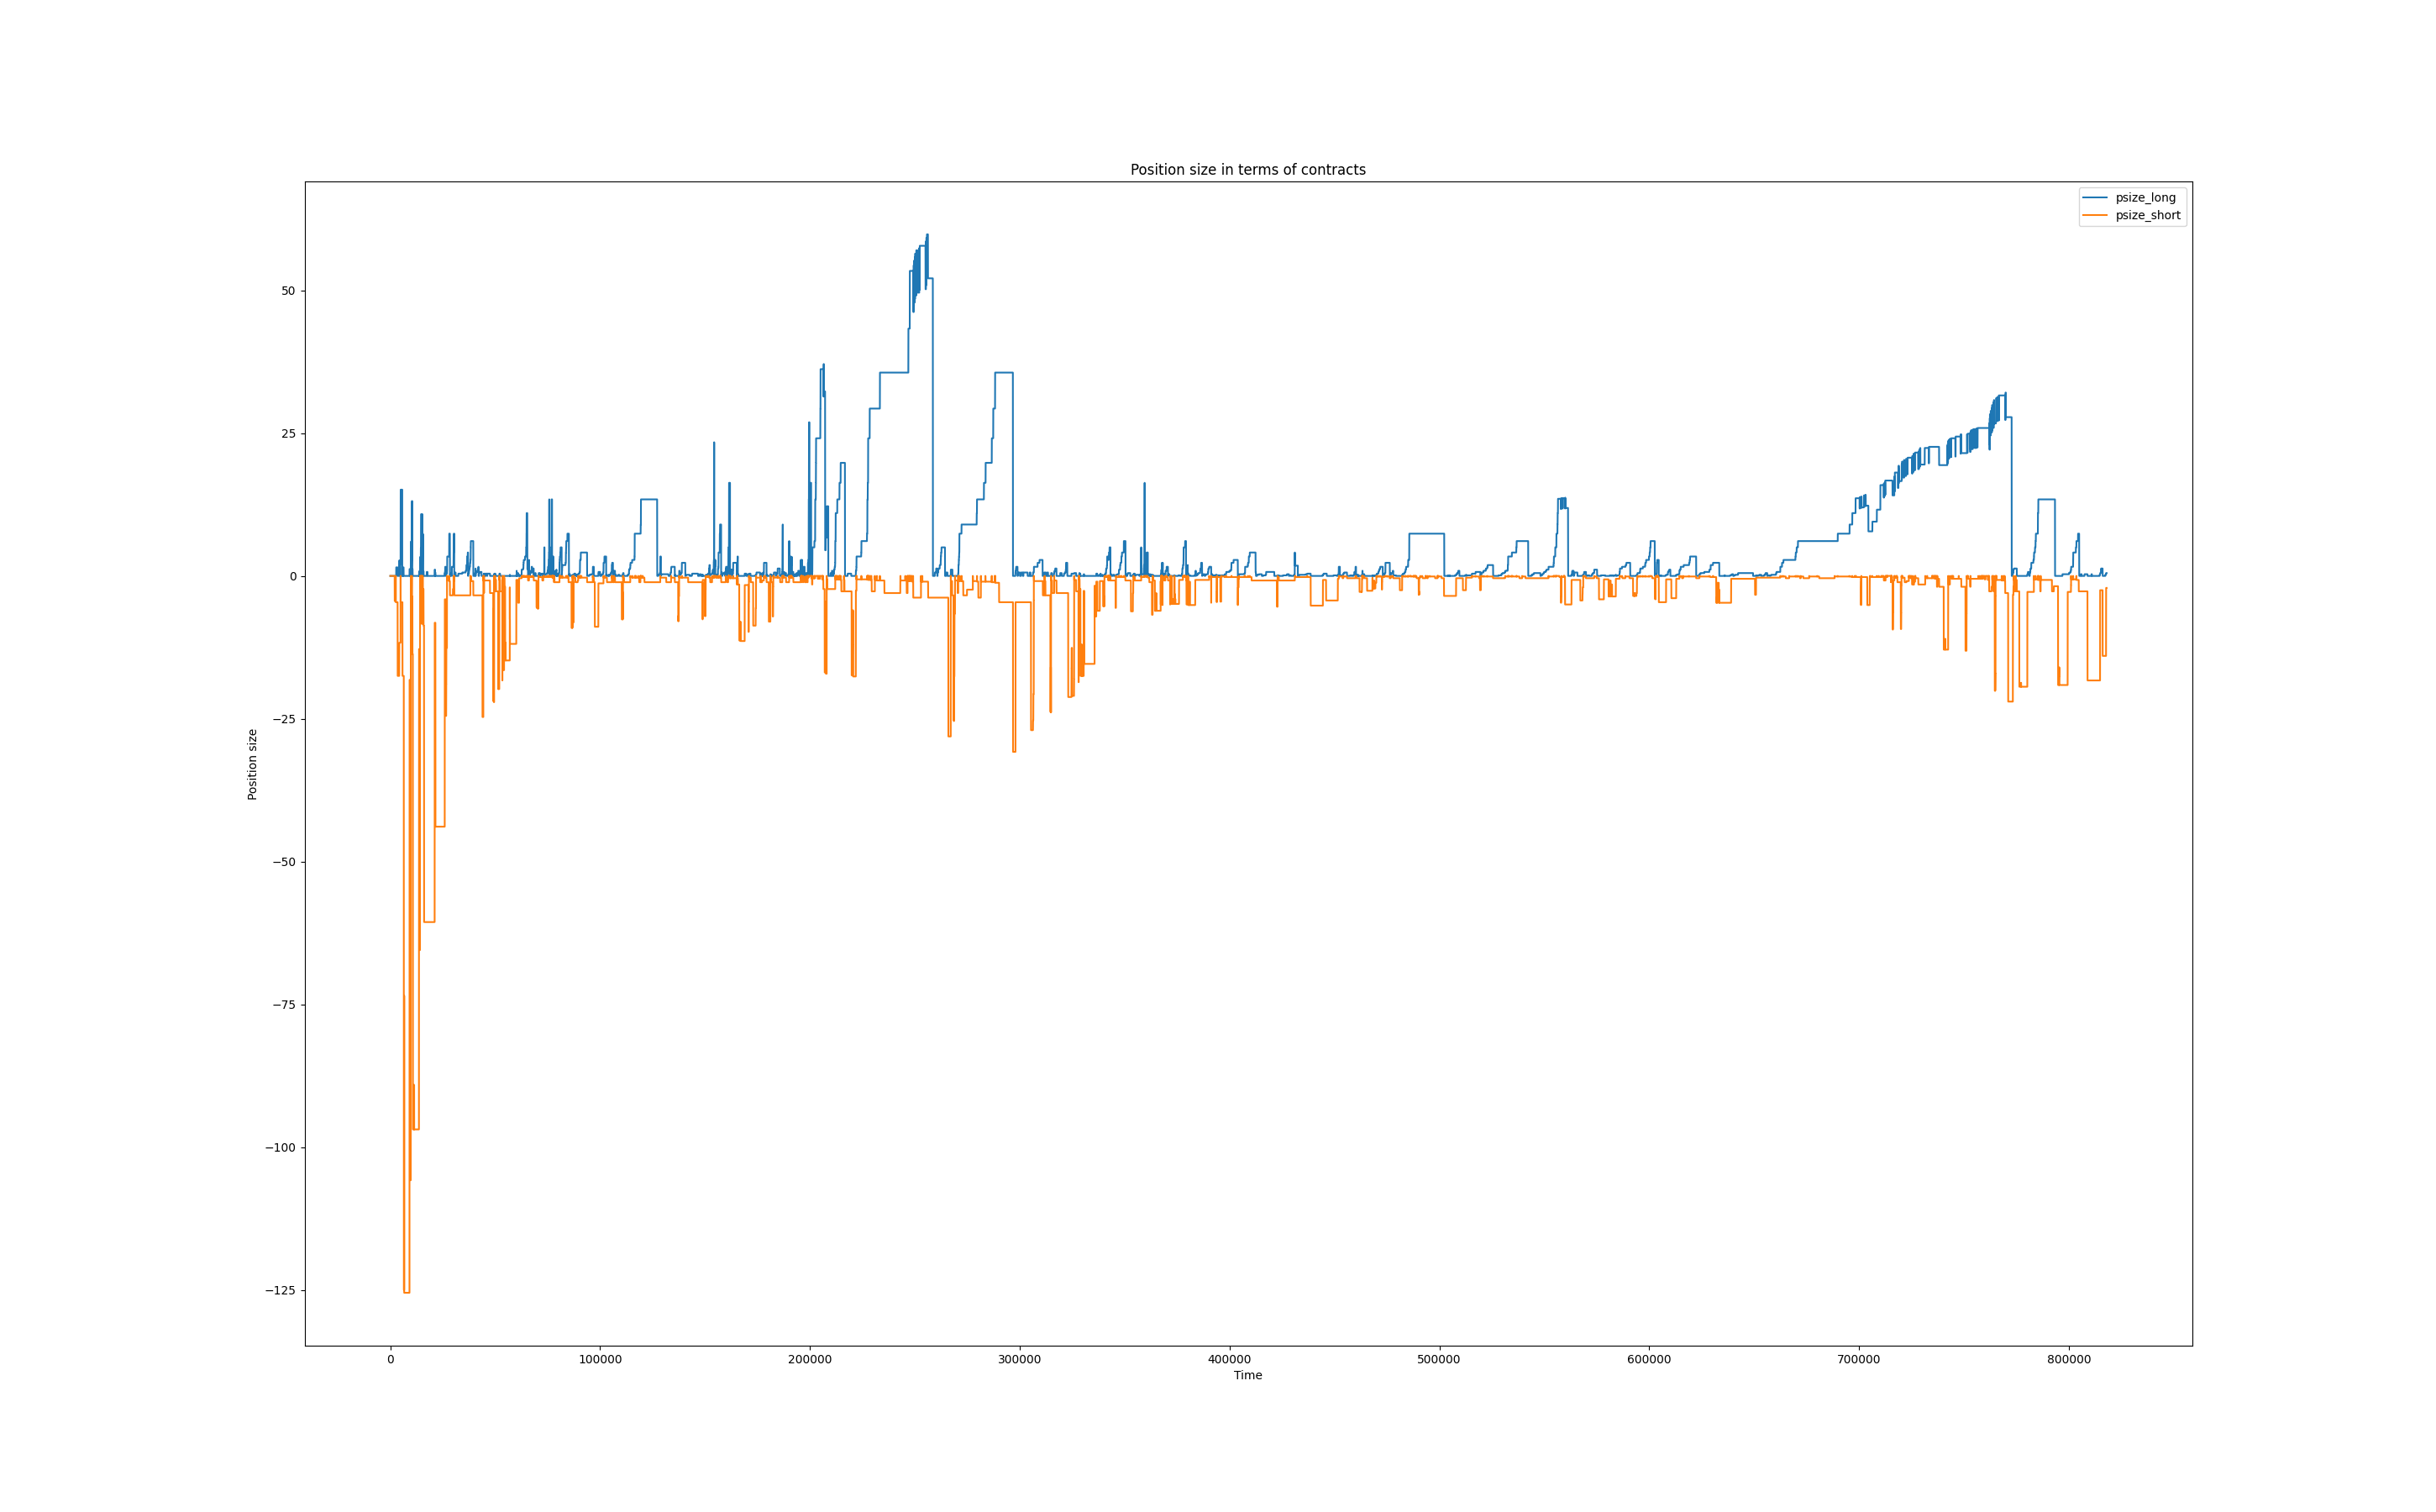 Position size in terms of contracts
psize_long
psize_short
50
25
0
−25
−50
−75
−100
−125
Position size
0 100000 200000 300000 400000 500000 600000 700000 800000
Time